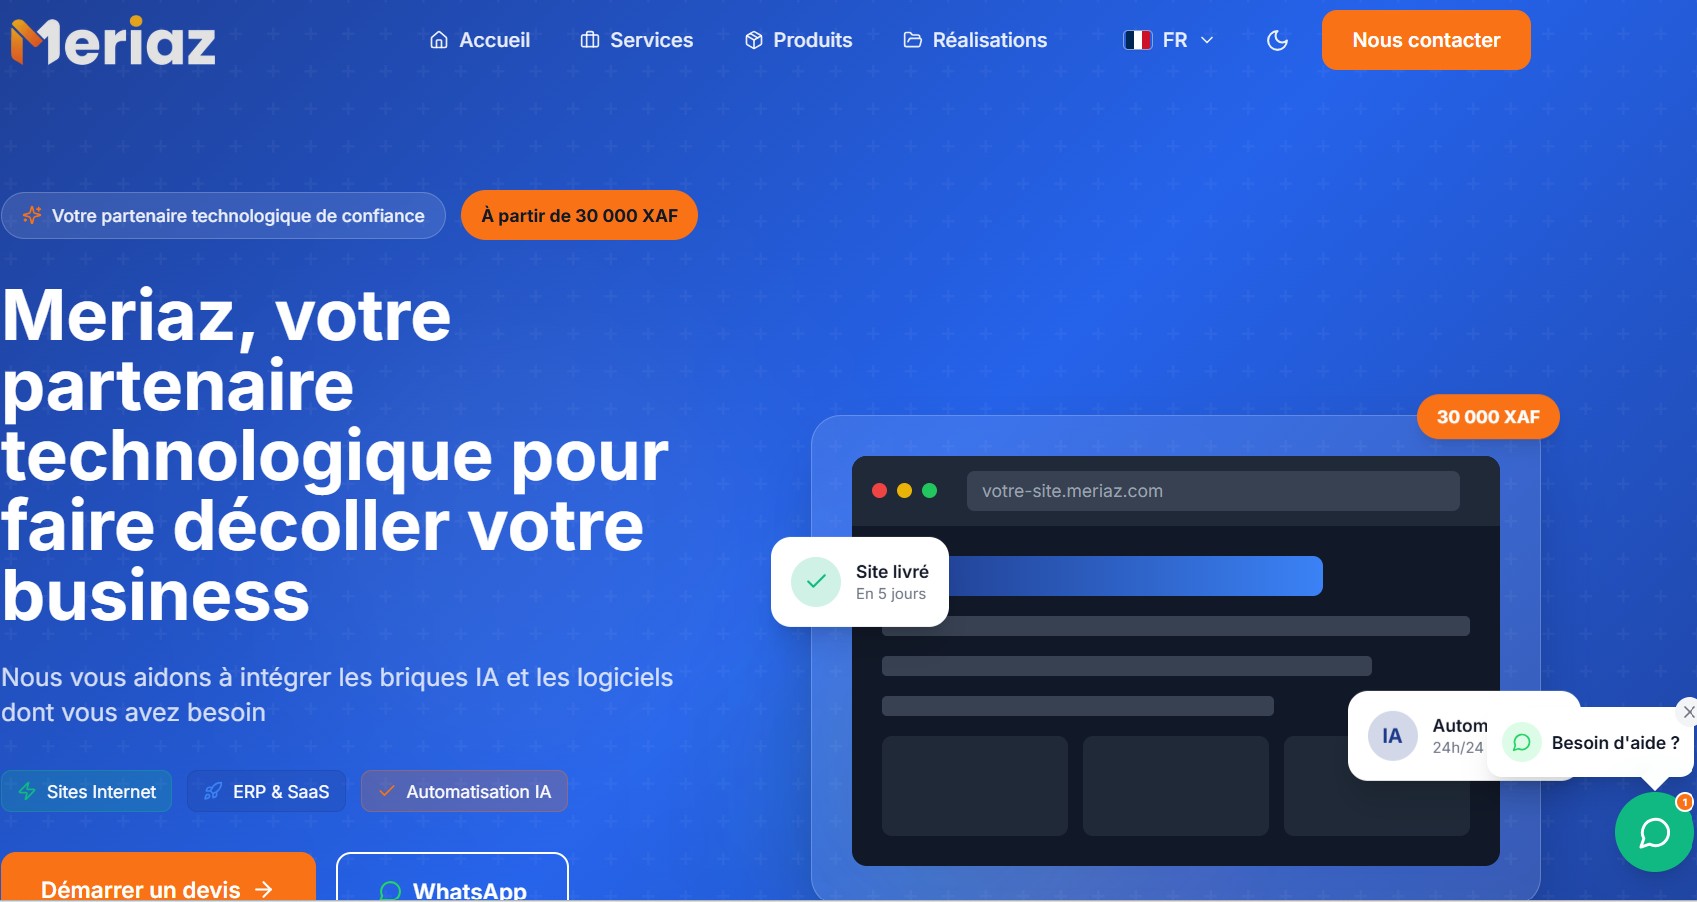 Meriaz
Accueil
Services
Produits
Réalisations
FR
Nous contacter
Votre partenaire technologique de confiance
À partir de 30 000 XAF
Meriaz, votre
partenaire
technologique pour
faire décoller votre
business
Nous vous aidons à intégrer les briques IA et les logiciels
dont vous avez besoin
Sites Internet
ERP & SaaS
Automatisation IA
Démarrer un devis
WhatsApp
30 000 XAF
votre-site.meriaz.com
Site livré
En 5 jours
IA
Autom
24h/24
Besoin d'aide ?
1